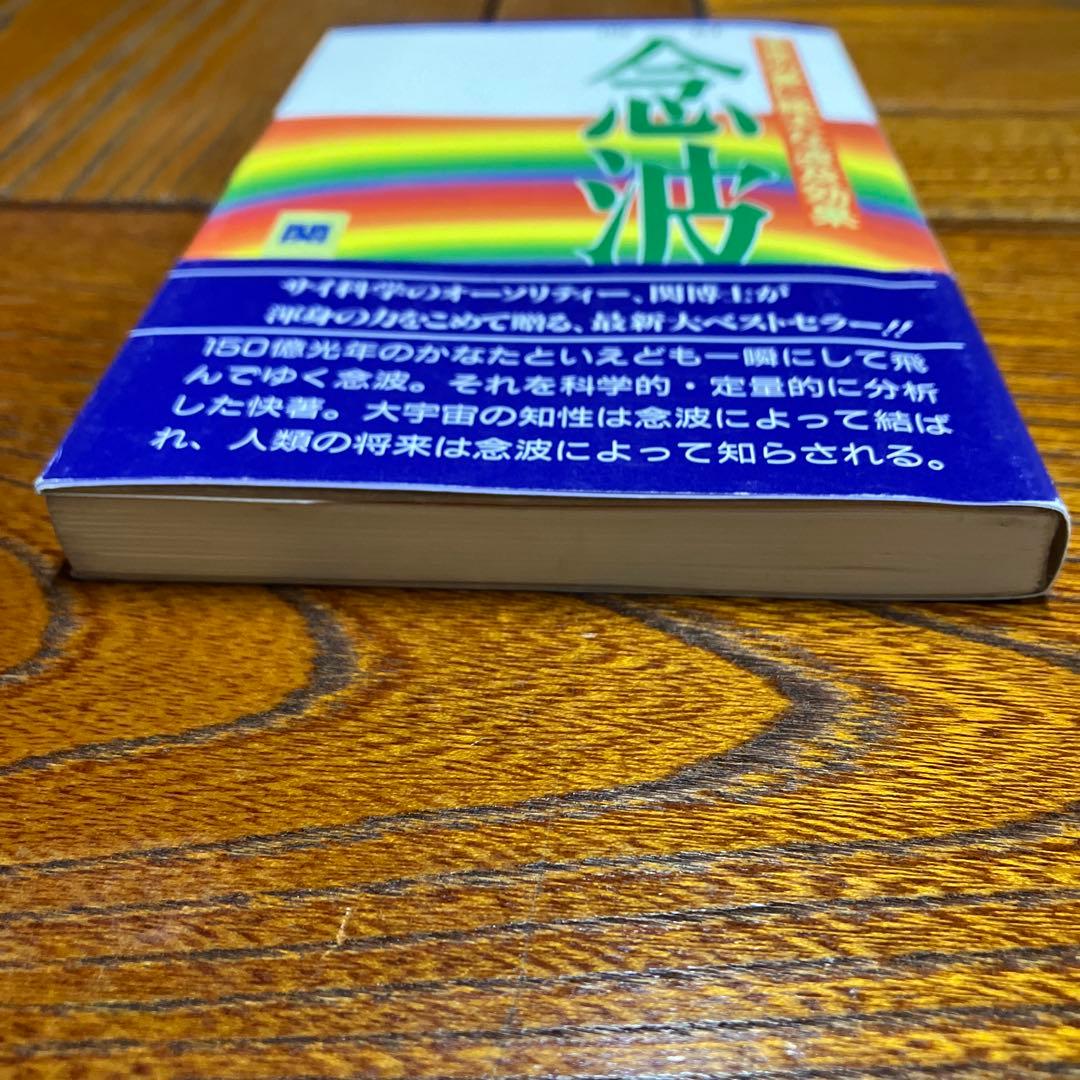 念波
関
サイ科学のオーソリティー、関博士が
渾身の力をこめて贈る、最新大ベストセラー!!
150億光年のかなたといえども一瞬にして飛
んでゆく念波。それを科学的・定量的に分析
した快著。大宇宙の知性は念波によって結ば
れ、人類の将来は念波によって知らされる。